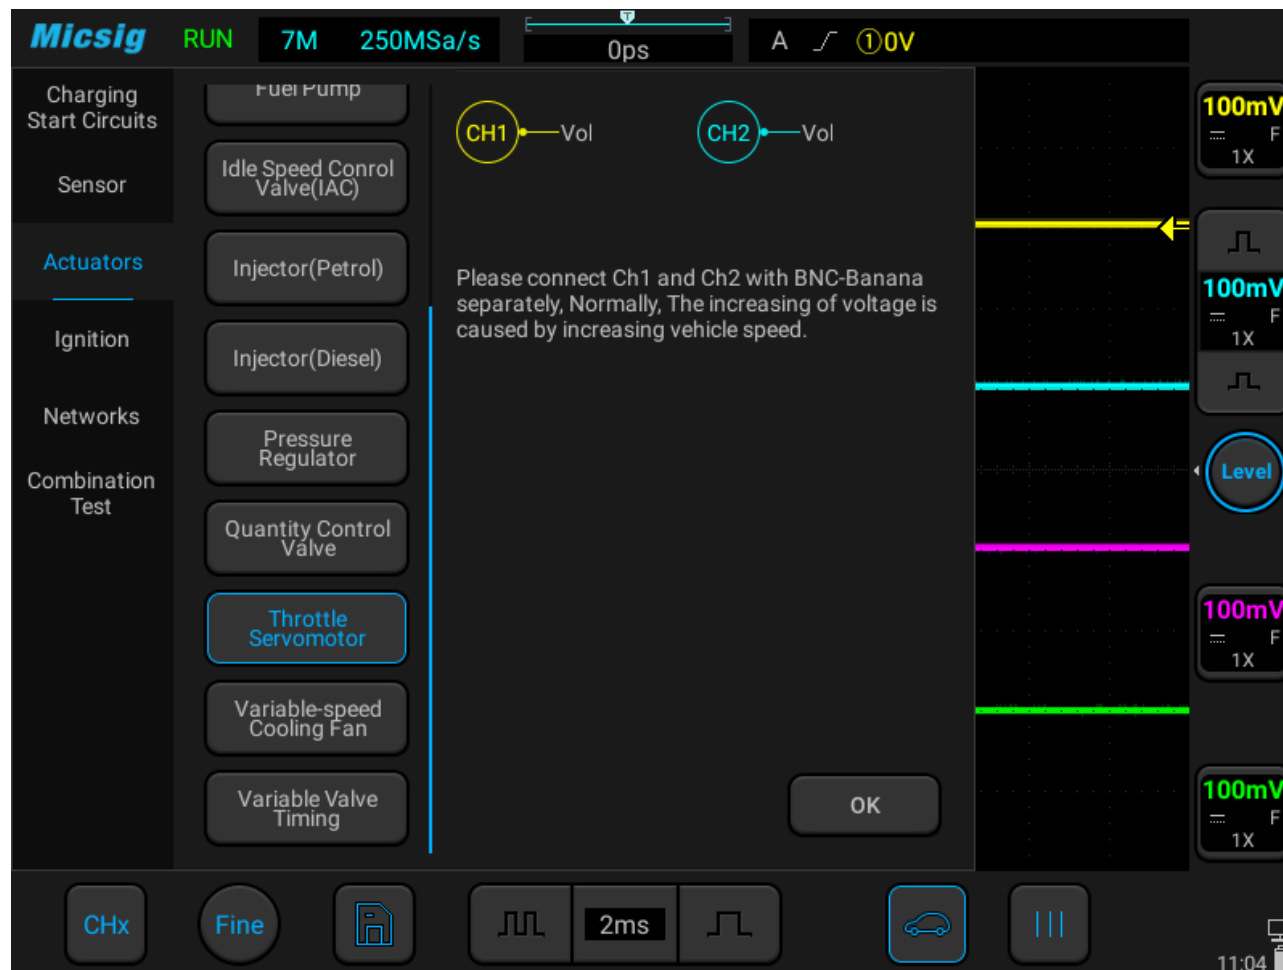 Micsig RUN 7M 250MSa/s T 0ps A ①0V
Charging
Start Circuits
Sensor
Actuators
Ignition
Networks
Combination
Test
Fuel Pump
Idle Speed Conrol
Valve(IAC)
Injector(Petrol)
Injector(Diesel)
Pressure
Regulator
Quantity Control
Valve
Throttle
Servomotor
Variable-speed
Cooling Fan
Variable Valve
Timing
CH1 Vol CH2 Vol
Please connect Ch1 and Ch2 with BNC-Banana
separately, Normally, The increasing of voltage is
caused by increasing vehicle speed.
OK
100mV
F
1X
100mV
F
1X
Level
100mV
F
1X
100mV
F
1X
CHx Fine 2ms
11:04